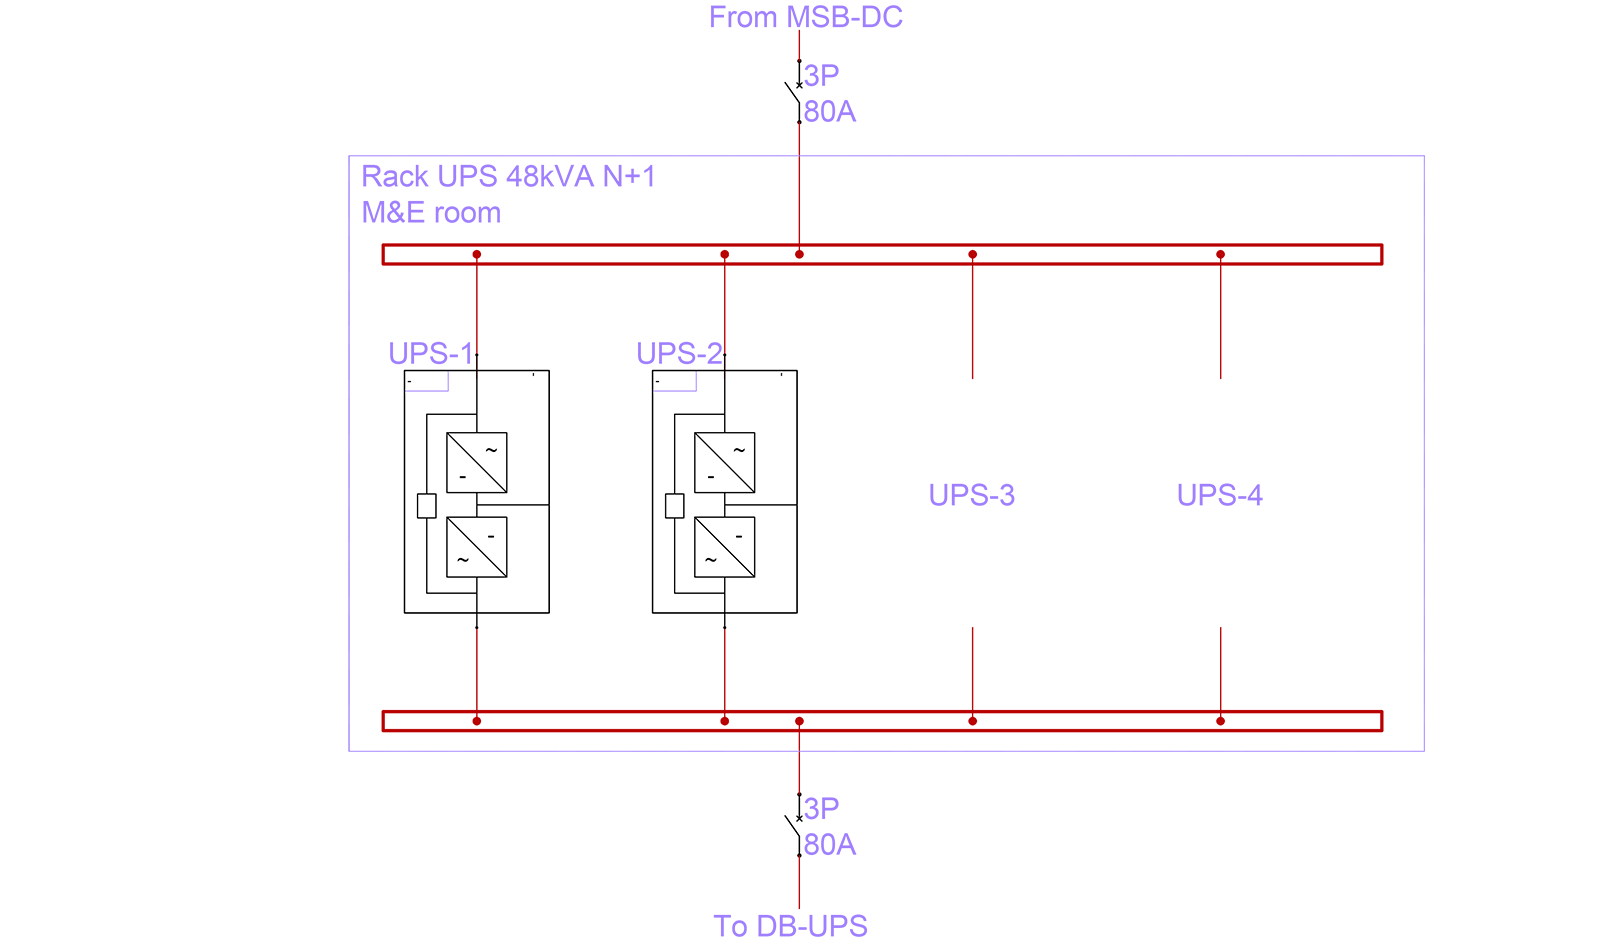 From MSB-DC
3P
80A
Rack UPS 48kVA N+1
M&E room
UPS-1
UPS-2
-
-
~
-
~
-
UPS-3
UPS-4
-
~
-
~
3P
80A
To DB-UPS